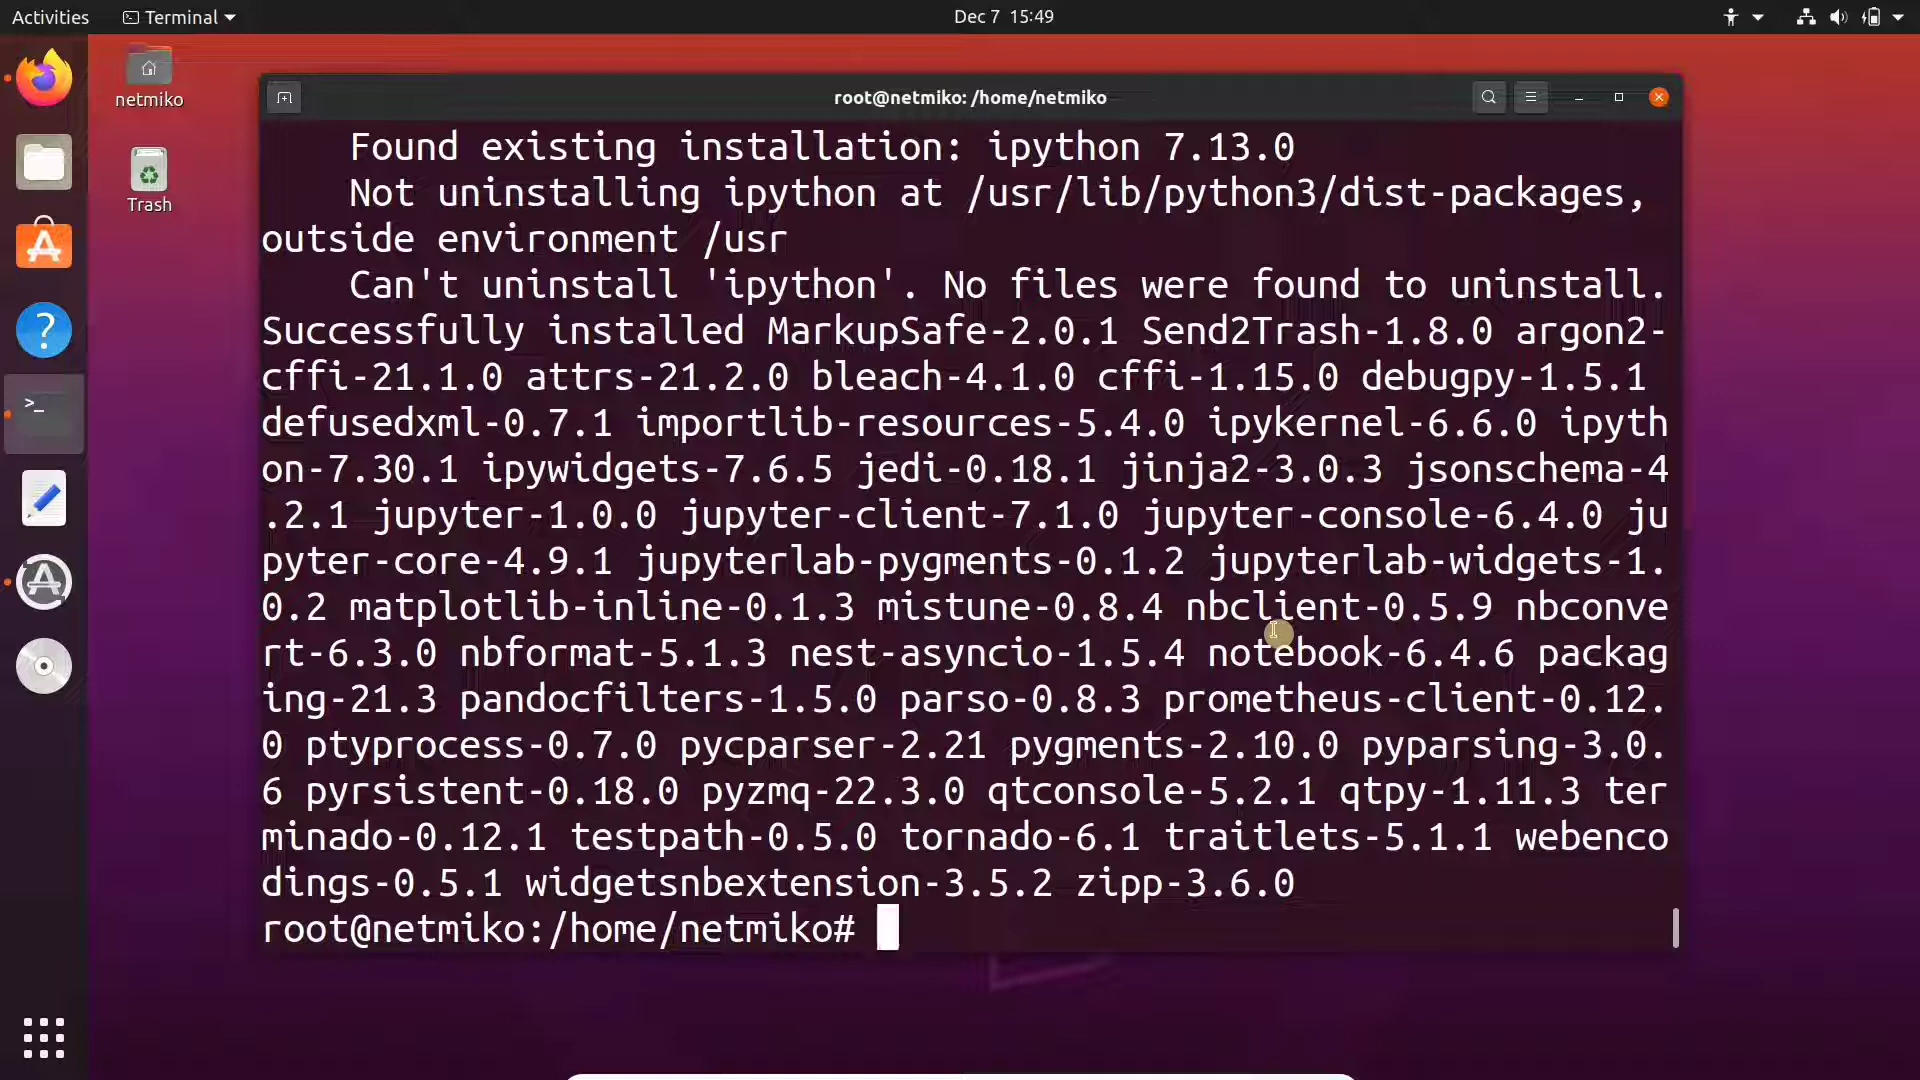 Activities
Terminal
Dec 7 15:49
netmiko
Trash
root@netmiko: /home/netmiko
Found existing installation: ipython 7.13.0
Not uninstalling ipython at /usr/lib/python3/dist-packages,
outside environment /usr
Can't uninstall 'ipython'. No files were found to uninstall.
Successfully installed MarkupSafe-2.0.1 Send2Trash-1.8.0 argon2-
cffi-21.1.0 attrs-21.2.0 bleach-4.1.0 cffi-1.15.0 debugpy-1.5.1
defusedxml-0.7.1 importlib-resources-5.4.0 ipykernel-6.6.0 ipyth
on-7.30.1 ipywidgets-7.6.5 jedi-0.18.1 jinja2-3.0.3 jsonschema-4
.2.1 jupyter-1.0.0 jupyter-client-7.1.0 jupyter-console-6.4.0 ju
pyter-core-4.9.1 jupyterlab-pygments-0.1.2 jupyterlab-widgets-1.
0.2 matplotlib-inline-0.1.3 mistune-0.8.4 nbclient-0.5.9 nbconve
rt-6.3.0 nbformat-5.1.3 nest-asyncio-1.5.4 notebook-6.4.6 packag
ing-21.3 pandocfilters-1.5.0 parso-0.8.3 prometheus-client-0.12.
0 ptyprocess-0.7.0 pycparser-2.21 pygments-2.10.0 pyparsing-3.0.
6 pyrsistent-0.18.0 pyzmq-22.3.0 qtconsole-5.2.1 qtpy-1.11.3 ter
minado-0.12.1 testpath-0.5.0 tornado-6.1 traitlets-5.1.1 webenco
dings-0.5.1 widgetsnbextension-3.5.2 zipp-3.6.0
root@netmiko:/home/netmiko#